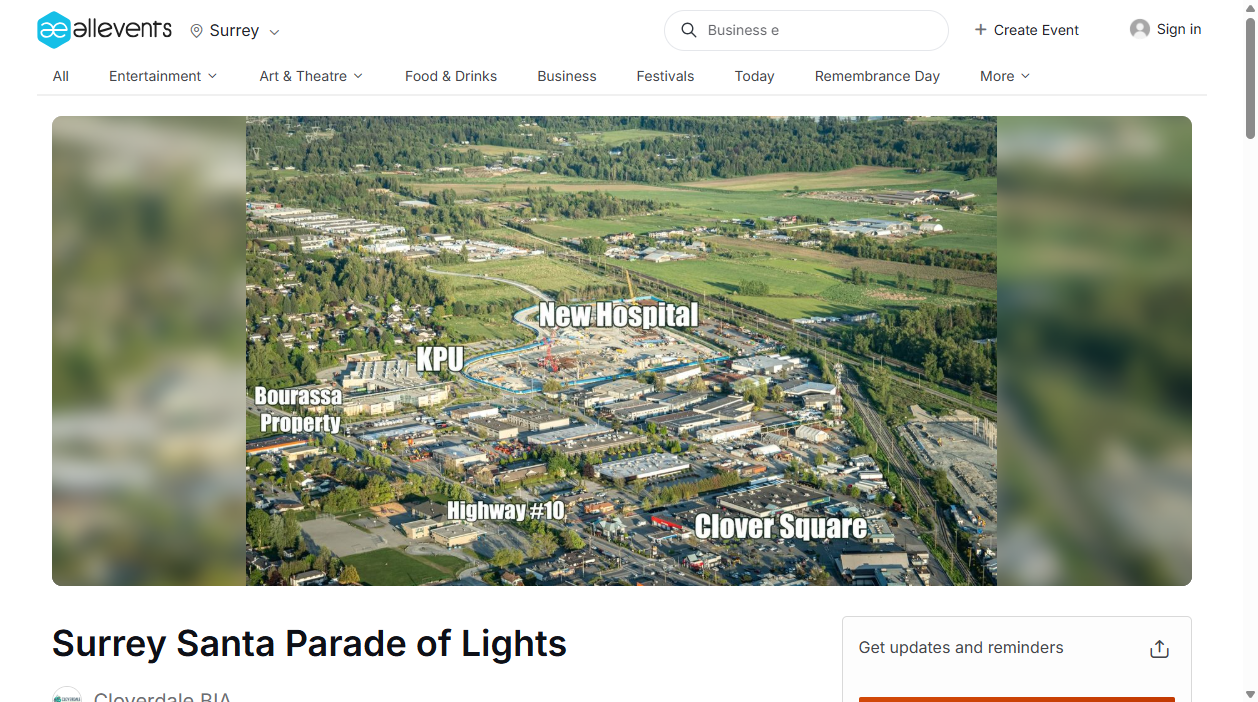 allevents
Surrey
Business e
Create Event
Sign in
All
Entertainment
Art & Theatre
Food & Drinks
Business
Festivals
Today
Remembrance Day
More
New Hospital
KPU
Bourassa
Property
Highway #10
Clover Square
Surrey Santa Parade of Lights
Get updates and reminders
Cloverdale BIA